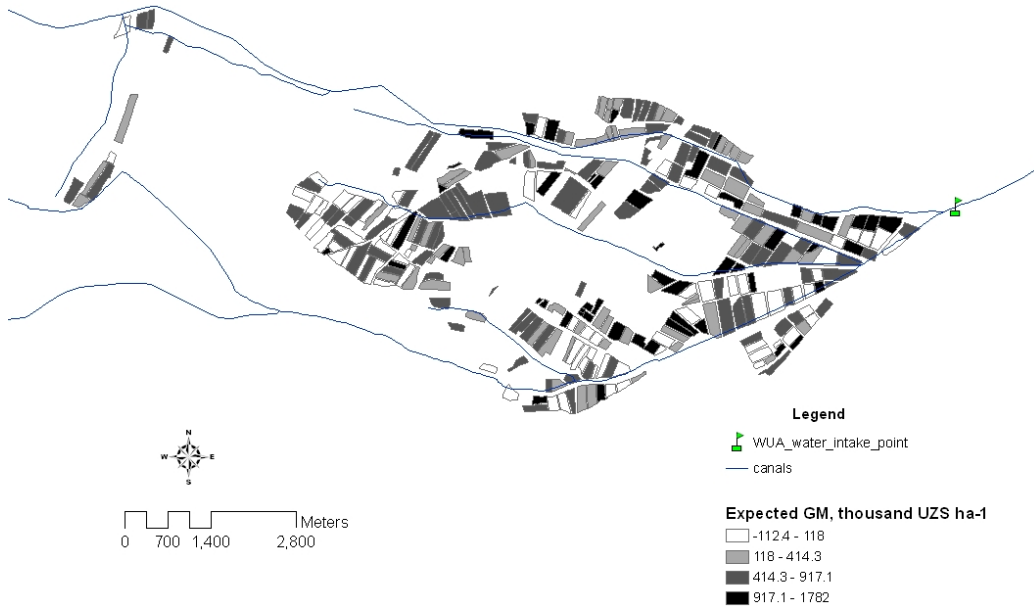 Legend
WUA_water_intake_point
canals
N
W E
S
Expected GM, thousand UZS ha-1
-112.4 - 118
118 - 414.3
414.3 - 917.1
917.1 - 1782
Meters
0 700 1,400 2,800